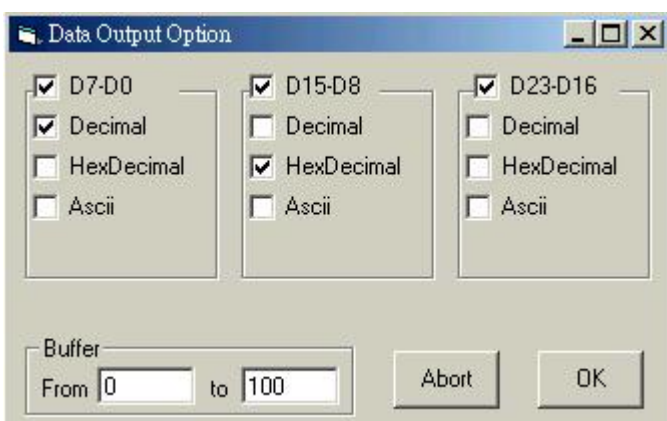 Data Output Option
D7-D0
Decimal
HexDecimal
Ascii
D15-D8
Decimal
HexDecimal
Ascii
D23-D16
Decimal
HexDecimal
Ascii
Buffer
From 0 to 100
Abort
OK